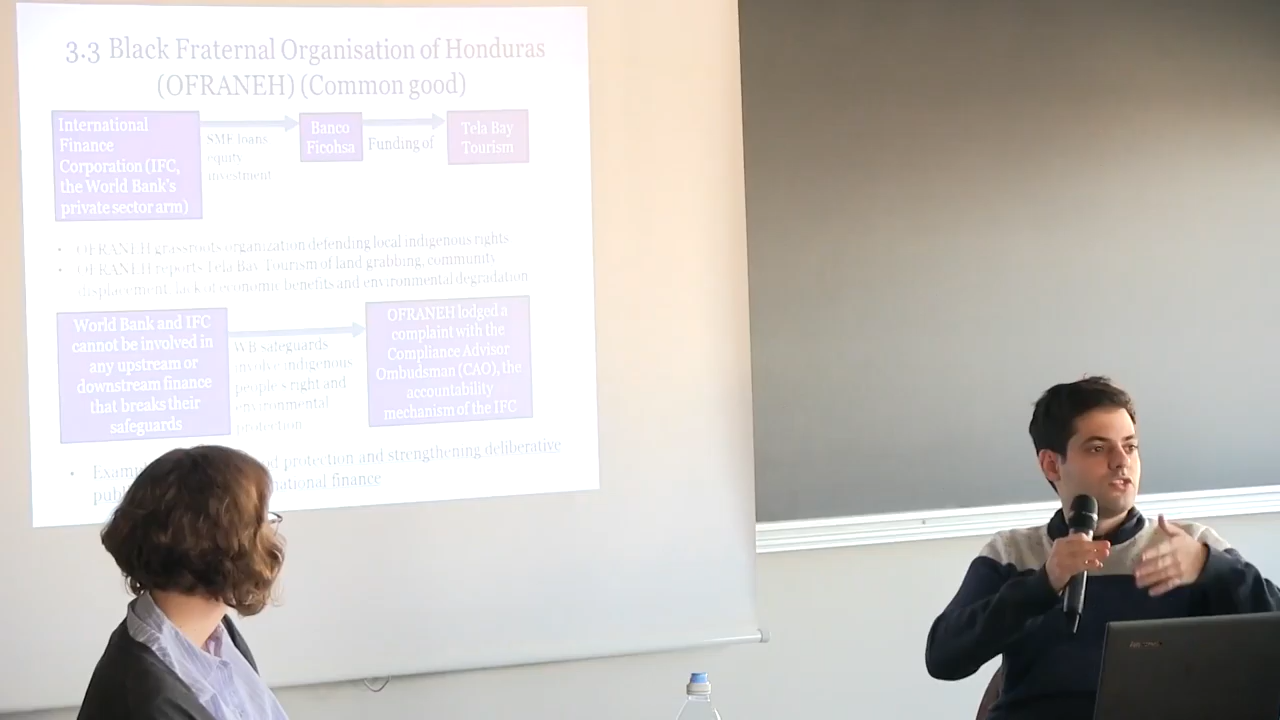 3.3 Black Fraternal Organisation of Honduras
(OFRANEH) (Common good)
International
Finance
Corporation (IFC,
the World Bank's
private sector arm)
SME loans
equity
investment
Banco
Ficohsa
Funding of
Tela Bay
Tourism
• OFRANEH grassroots organization defending local indigenous rights
• OFRANEH reports Tela Bay Tourism of land grabbing, community
displacement, lack of economic benefits and environmental degradation
World Bank and IFC
cannot be involved in
any upstream or
downstream finance
that breaks their
safeguards
WB safeguards
involve indigenous
people's right and
environmental
protection
OFRANEH lodged a
complaint with the
Compliance Advisor
Ombudsman (CAO), the
accountability
mechanism of the IFC
• protection and strengthening deliberative
finance